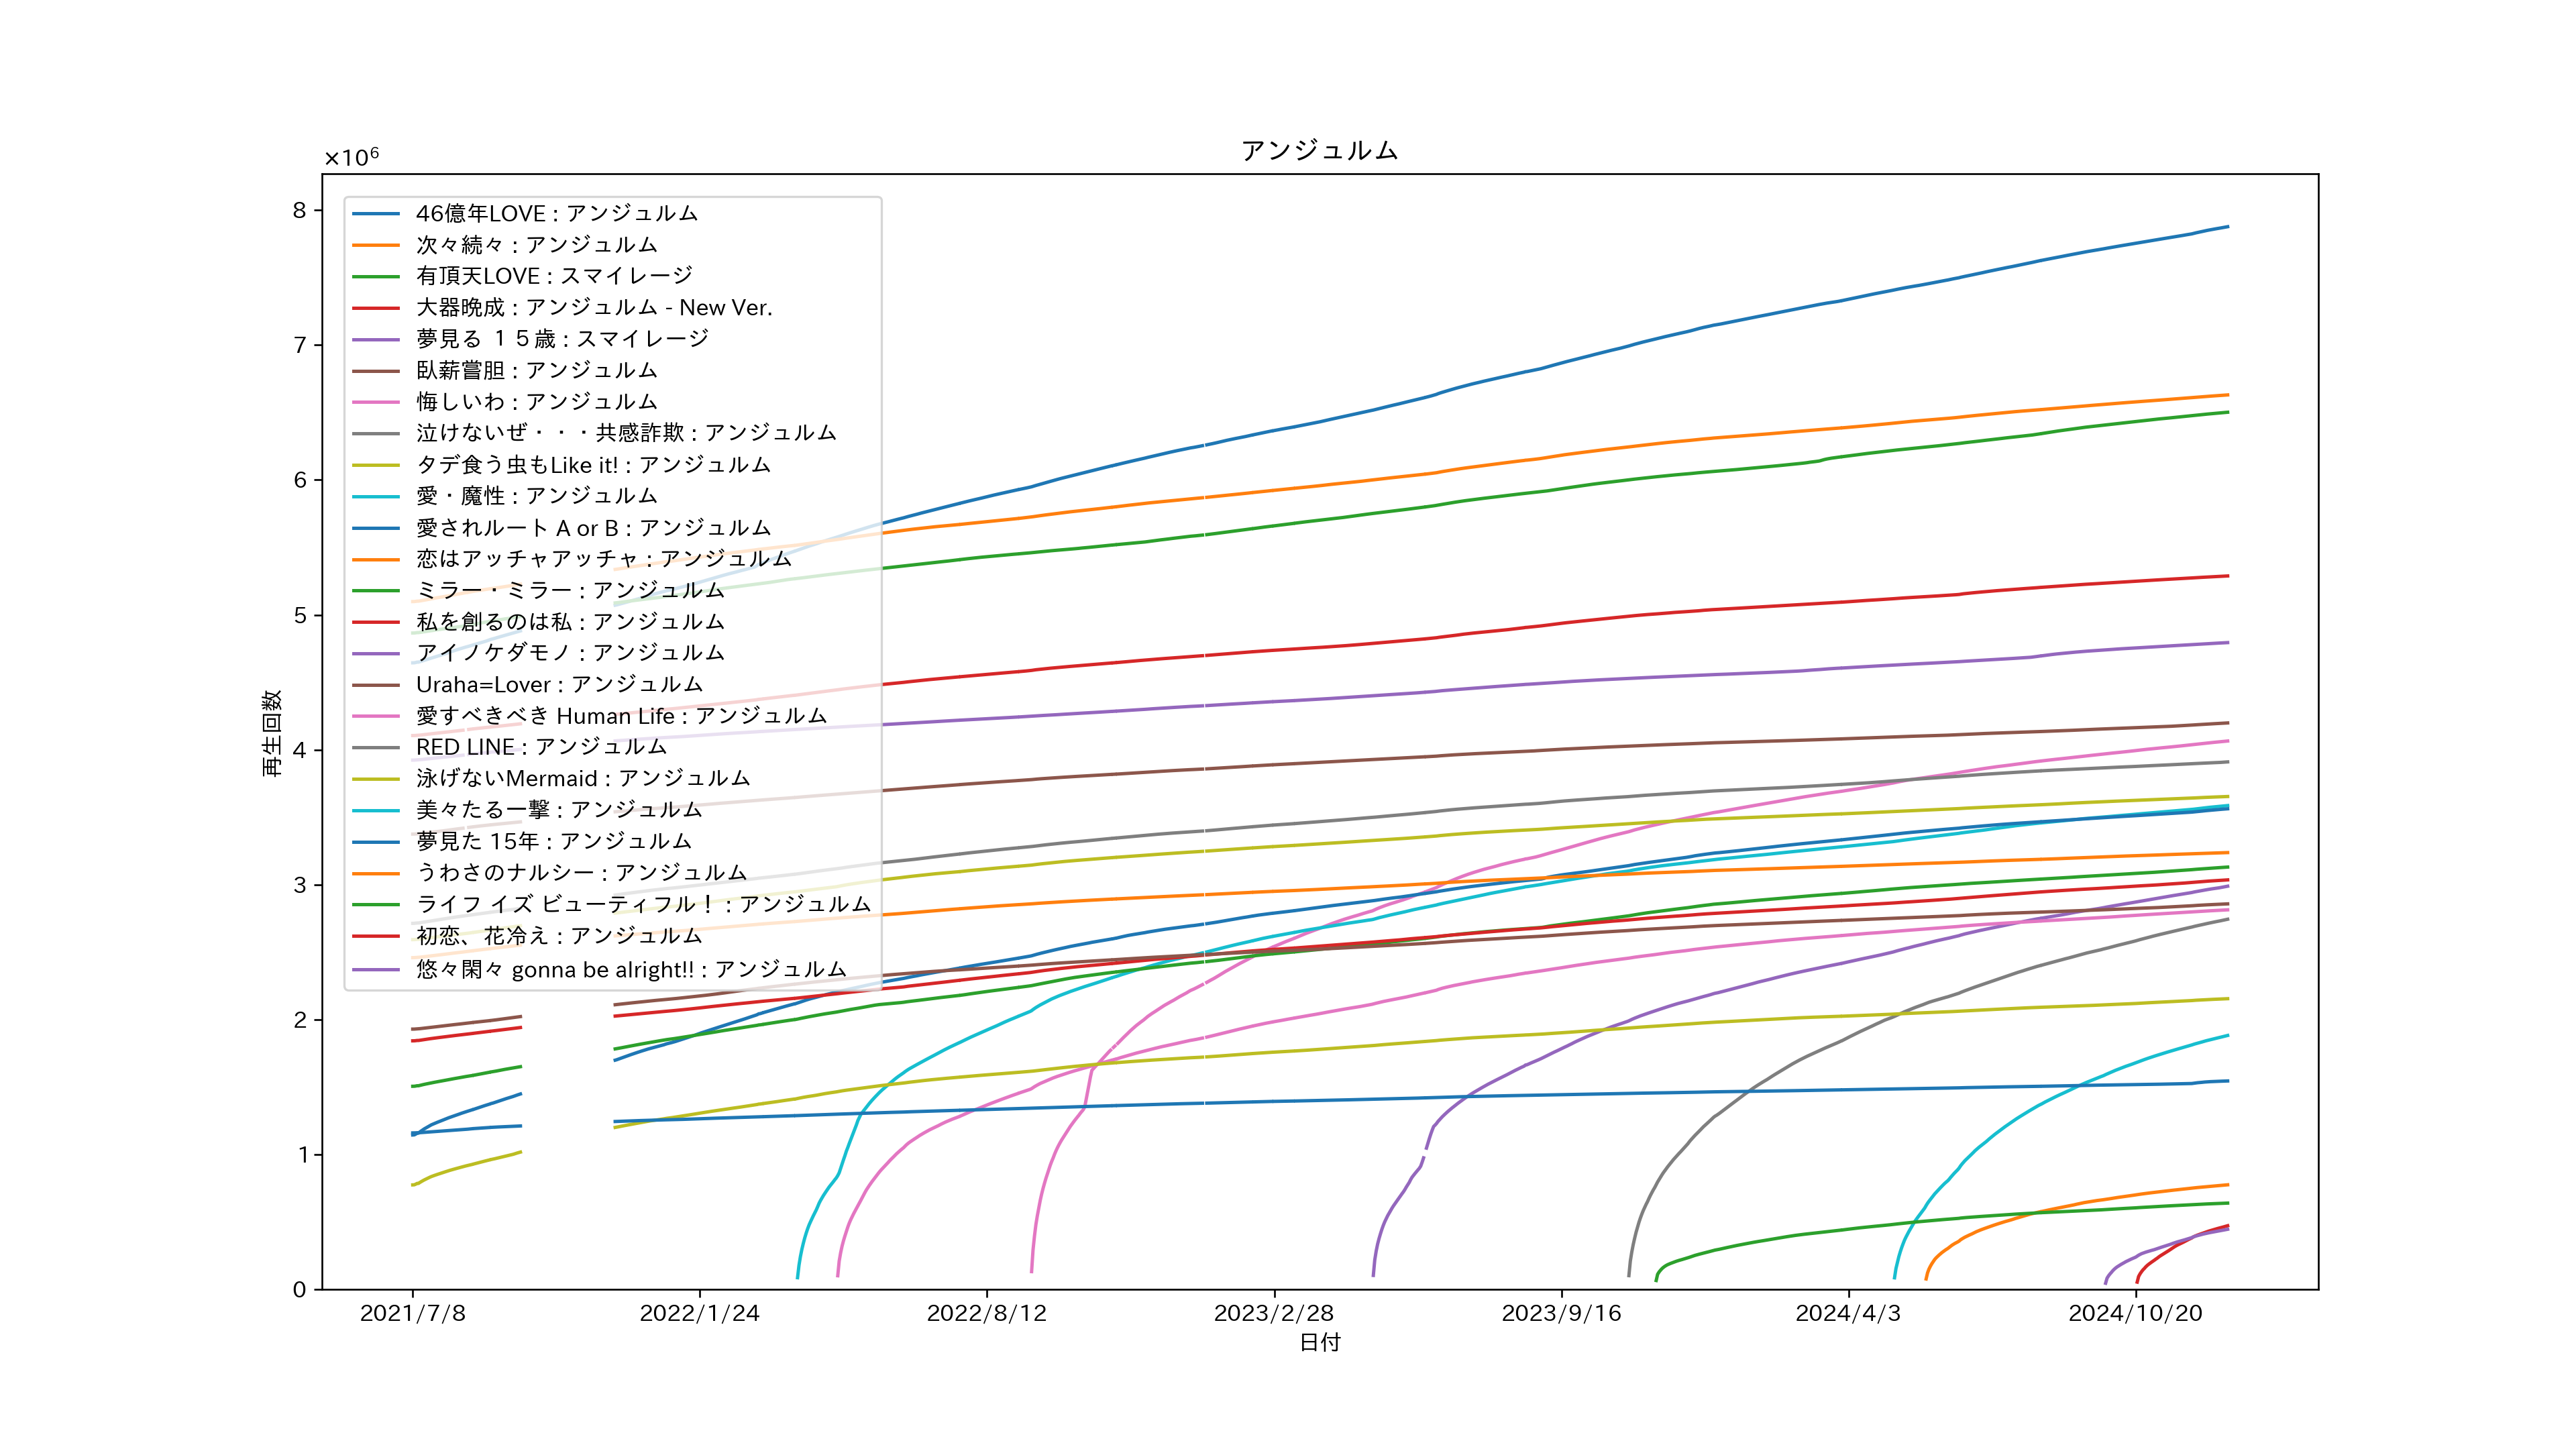 アンジュルム
×10⁶
8
7
6
5
4
3
2
1
0
再生回数
46億年LOVE : アンジュルム
次々続々 : アンジュルム
有頂天LOVE : スマイレージ
大器晩成 : アンジュルム - New Ver.
夢見る １５歳 : スマイレージ
臥薪嘗胆 : アンジュルム
悔しいわ : アンジュルム
泣けないぜ・・・共感詐欺 : アンジュルム
タデ食う虫もLike it! : アンジュルム
愛・魔性 : アンジュルム
愛されルート A or B : アンジュルム
恋はアッチャアッチャ : アンジュルム
ミラー・ミラー : アンジュルム
私を創るのは私 : アンジュルム
アイノケダモノ : アンジュルム
Uraha=Lover : アンジュルム
愛すべきべき Human Life : アンジュルム
RED LINE : アンジュルム
泳げないMermaid : アンジュルム
美々たる一撃 : アンジュルム
夢見た 15年 : アンジュルム
うわさのナルシー : アンジュルム
ライフ イズ ビューティフル！ : アンジュルム
初恋、花冷え : アンジュルム
悠々閑々 gonna be alright!! : アンジュルム
2021/7/8 2022/1/24 2022/8/12 2023/2/28 2023/9/16 2024/4/3 2024/10/20
日付